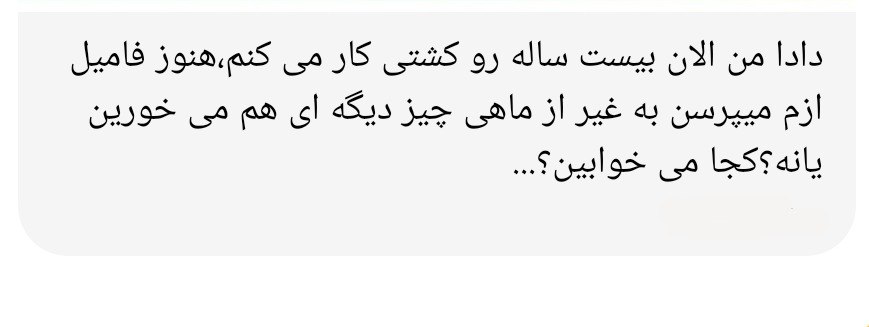 دادا من الان بیست ساله رو کشتی کار می کنم،هنوز فامیل
ازم میپرسن به غیر از ماهی چیز دیگه ای هم می خورین
یانه؟کجا می خوابین؟...